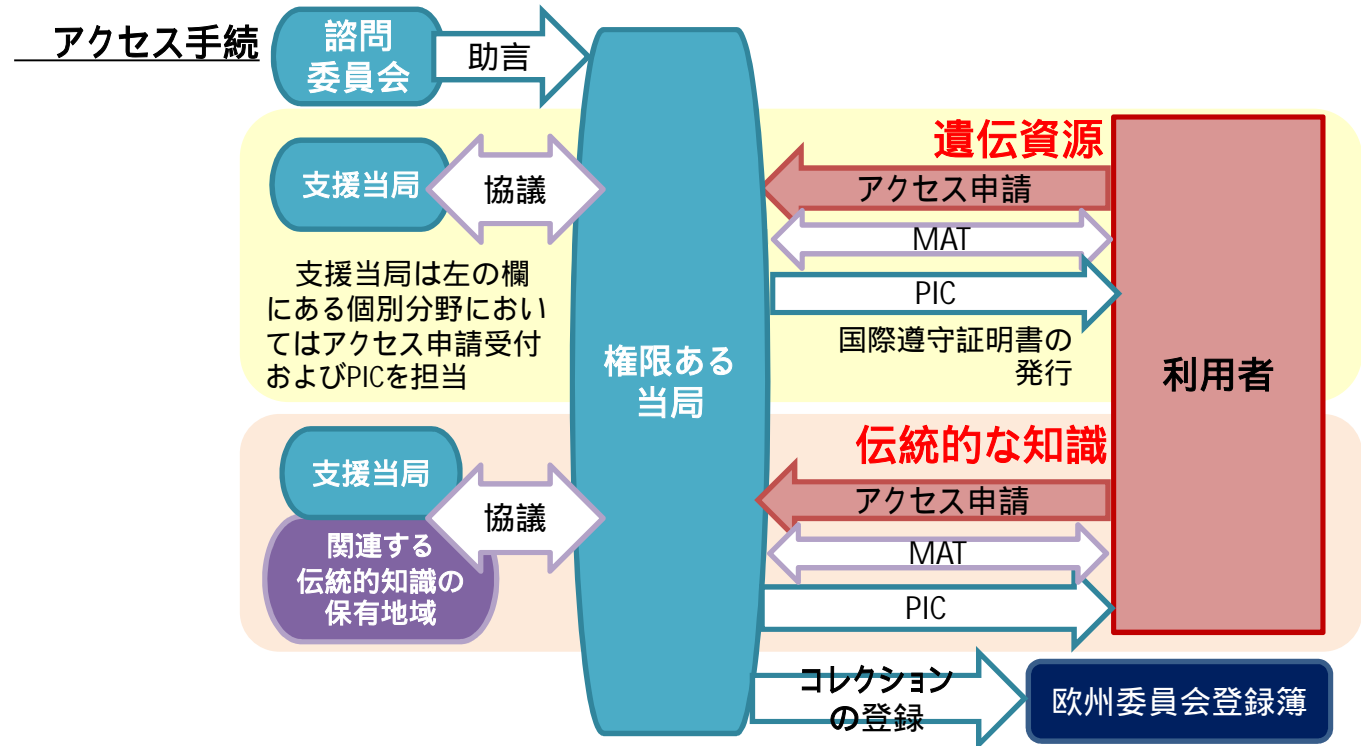 アクセス手続
諮問
委員会
助言
遺伝資源
支援当局
協議
アクセス申請
MAT
PIC
支援当局は左の欄
にある個別分野におい
てはアクセス申請受付
およびPICを担当
国際遵守証明書の
発行
権限ある
当局
利用者
伝統的な知識
支援当局
協議
アクセス申請
関連する
伝統的知識の
保有地域
MAT
PIC
コレクション
の登録
欧州委員会登録簿